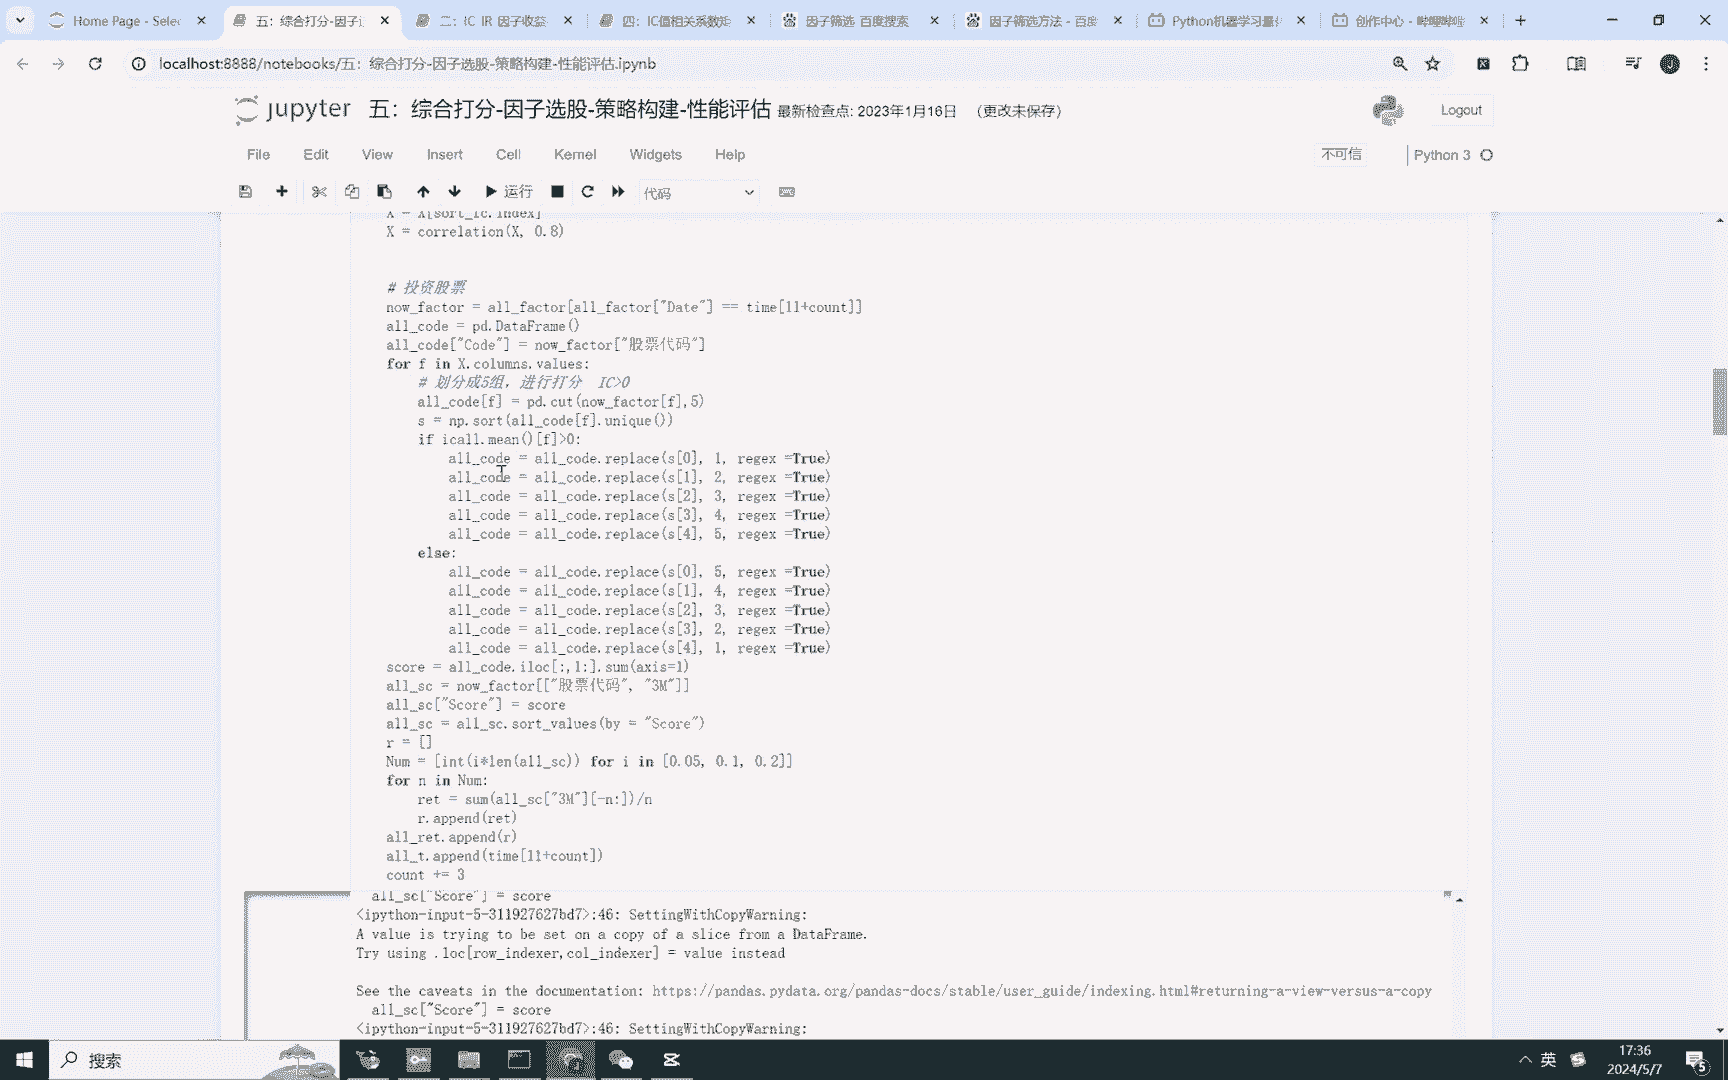 Home Page - Selec
五：综合打分-因子选
二：IC IR 因子收益
四：IC值相关系数矩
因子筛选 百度搜索
因子筛选方法 - 百度
Python机器学习量化
创作中心 - 哔哩哔哩
localhost:8888/notebooks/五：综合打分-因子选股-策略构建-性能评估.ipynb
jupyter 五：综合打分-因子选股-策略构建-性能评估 最新检查点: 2023年1月16日 (更改未保存)
Logout
File Edit View Insert Cell Kernel Widgets Help
不可信
Python 3
运行
代码
X = X[sort_ic.index]
X = correlation(X, 0.8)
# 投资股票
now_factor = all_factor[all_factor["Date"] == time[11+count]]
all_code = pd.DataFrame()
all_code["Code"] = now_factor["股票代码"]
for f in X.columns.values:
    # 划分成5组，进行打分  IC>0
    all_code[f] = pd.cut(now_factor[f],5)
    s = np.sort(all_code[f].unique())
    if icall.mean()[f]>0:
        all_code = all_code.replace(s[0], 1, regex =True)
        all_code = all_code.replace(s[1], 2, regex =True)
        all_code = all_code.replace(s[2], 3, regex =True)
        all_code = all_code.replace(s[3], 4, regex =True)
        all_code = all_code.replace(s[4], 5, regex =True)
    else:
        all_code = all_code.replace(s[0], 5, regex =True)
        all_code = all_code.replace(s[1], 4, regex =True)
        all_code = all_code.replace(s[2], 3, regex =True)
        all_code = all_code.replace(s[3], 2, regex =True)
        all_code = all_code.replace(s[4], 1, regex =True)
score = all_code.iloc[:,1:].sum(axis=1)
all_sc = now_factor[["股票代码", "3M"]]
all_sc["Score"] = score
all_sc = all_sc.sort_values(by = "Score")
r = []
Num = [int(i*len(all_sc)) for i in [0.05, 0.1, 0.2]]
for n in Num:
    ret = sum(all_sc["3M"][-n:])/n
    r.append(ret)
all_ret.append(r)
all_t.append(time[11+count])
count += 3
  all_sc["Score"] = score
<ipython-input-5-311927627bd7>:46: SettingWithCopyWarning:
A value is trying to be set on a copy of a slice from a DataFrame.
Try using .loc[row_indexer,col_indexer] = value instead
See the caveats in the documentation: https://pandas.pydata.org/pandas-docs/stable/user_guide/indexing.html#returning-a-view-versus-a-copy
  all_sc["Score"] = score
<ipython-input-5-311927627bd7>:46: SettingWithCopyWarning:
搜索
英
17:36
2024/5/7
5